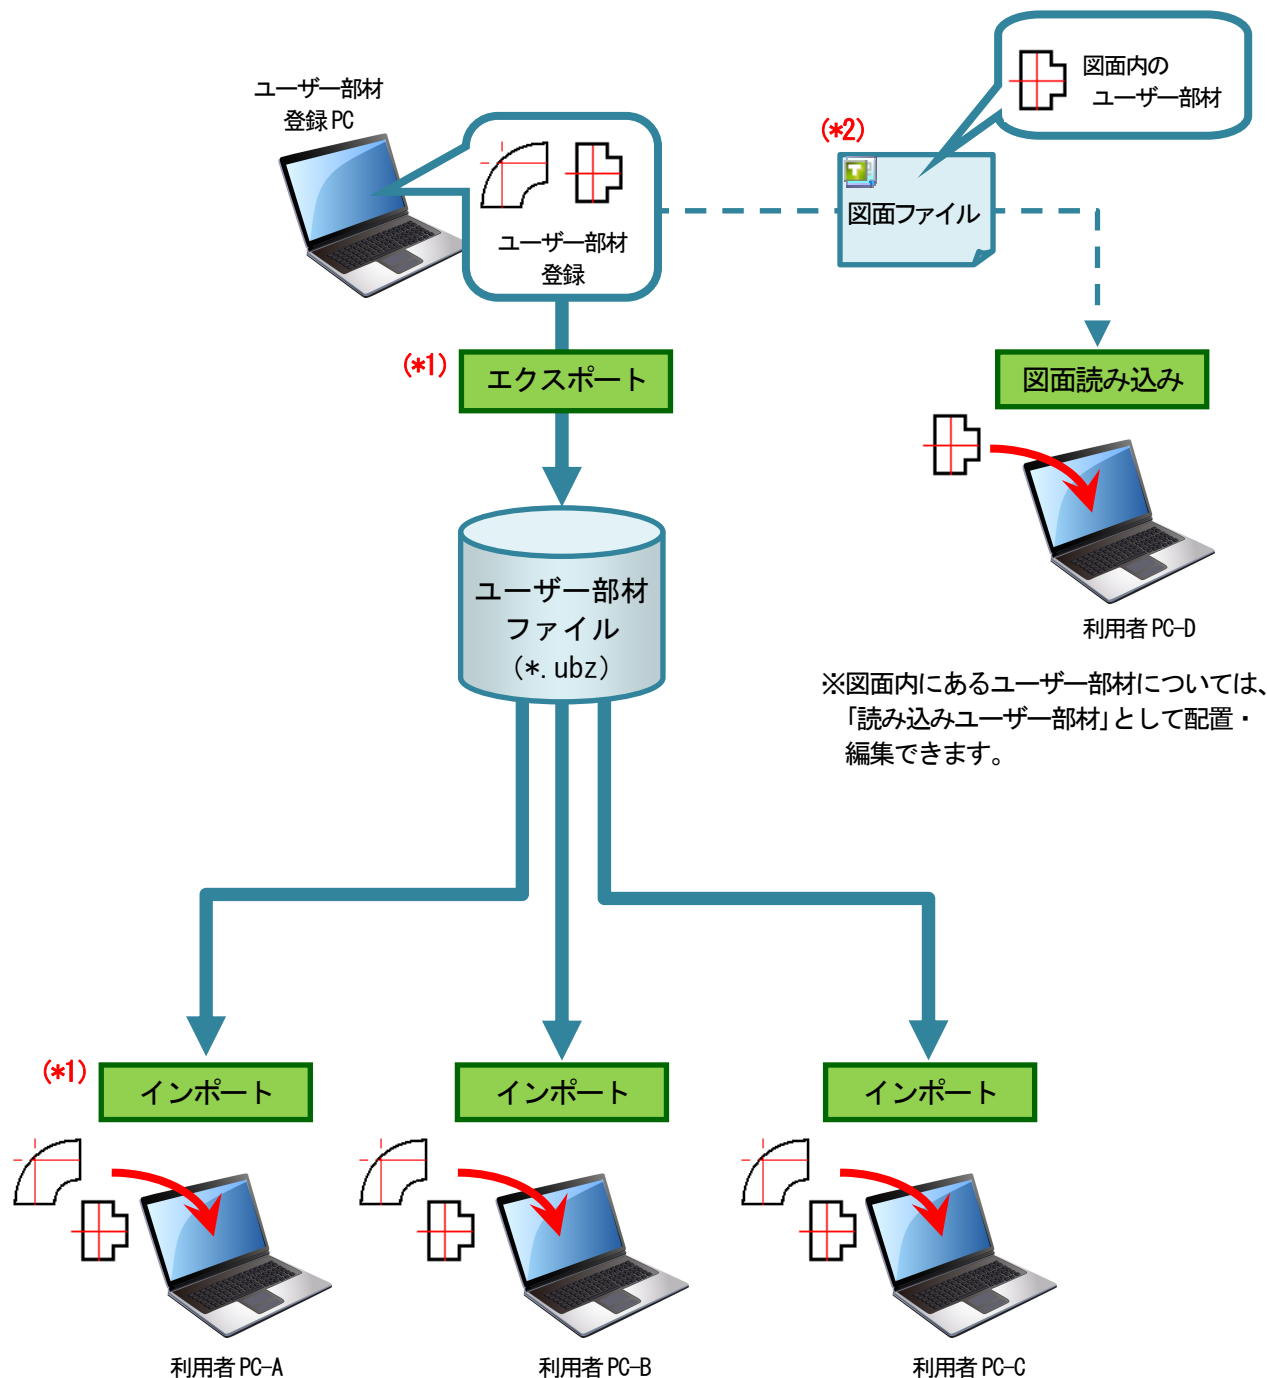 ユーザー部材
登録PC
ユーザー部材
登録
(*2)
図面内の
ユーザー部材
図面ファイル
(*1)
エクスポート
図面読み込み
ユーザー部材
ファイル
(*.ubz)
利用者PC-D
※図面内にあるユーザー部材については、
「読み込みユーザー部材」として配置・
編集できます。
(*1)
インポート
インポート
インポート
利用者PC-A
利用者PC-B
利用者PC-C